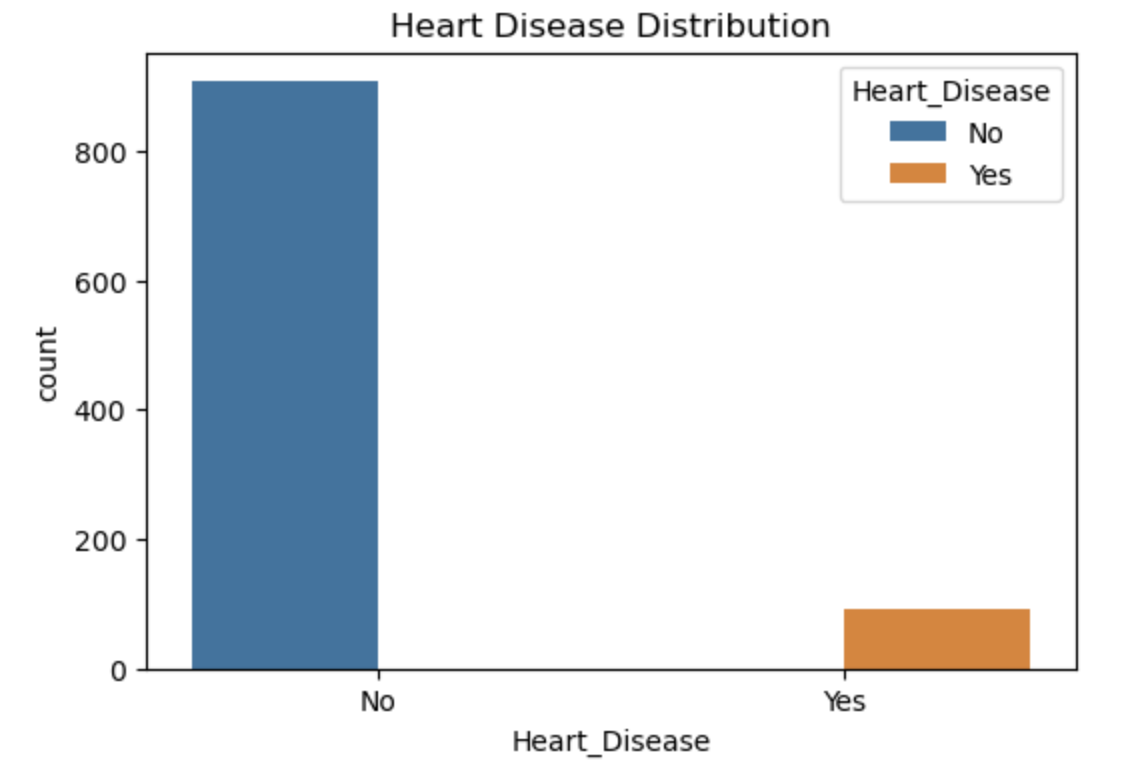 Heart Disease Distribution
Heart_Disease
No
Yes
800
600
400
200
0
count
No Yes
Heart_Disease